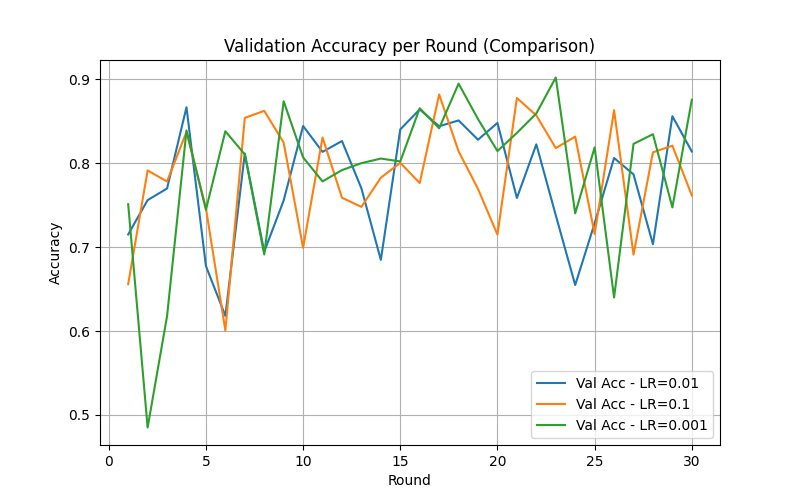 Validation Accuracy per Round (Comparison)
Accuracy
0.9
0.8
0.7
0.6
0.5
0
5
10
15
20
25
30
Round
Val Acc - LR=0.01
Val Acc - LR=0.1
Val Acc - LR=0.001